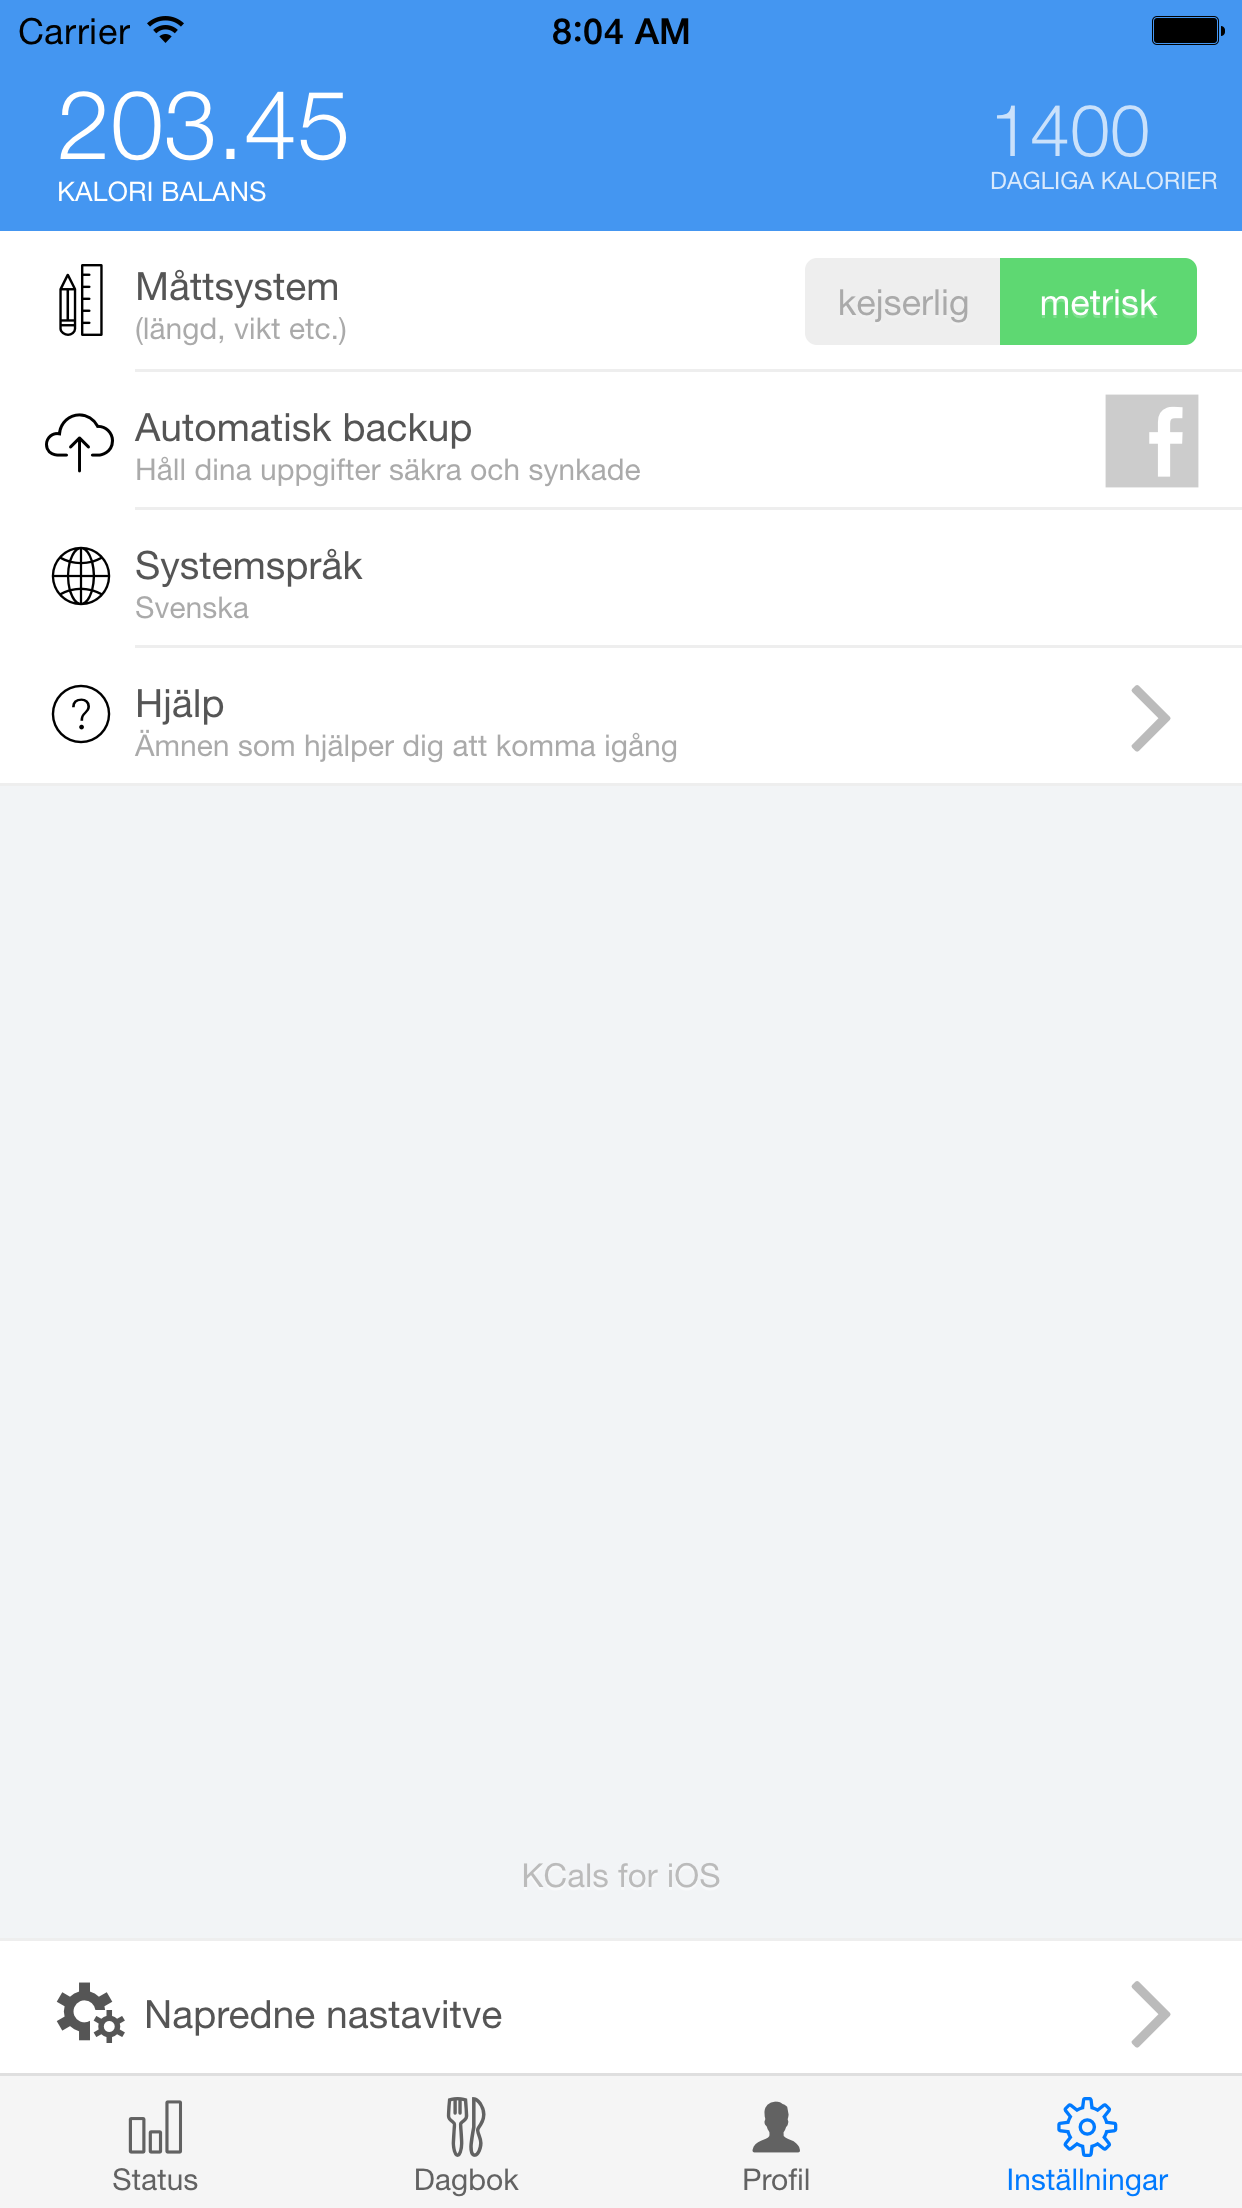 Carrier 8:04 AM
203.45
KALORI BALANS
1400
DAGLIGA KALORIER
Måttsystem
(längd, vikt etc.)
kejserlig metrisk
Automatisk backup
Håll dina uppgifter säkra och synkade
f
Systemspråk
Svenska
?
Hjälp
Ämnen som hjälper dig att komma igång
KCals for iOS
Napredne nastavitve
Status Dagbok Profil Inställningar